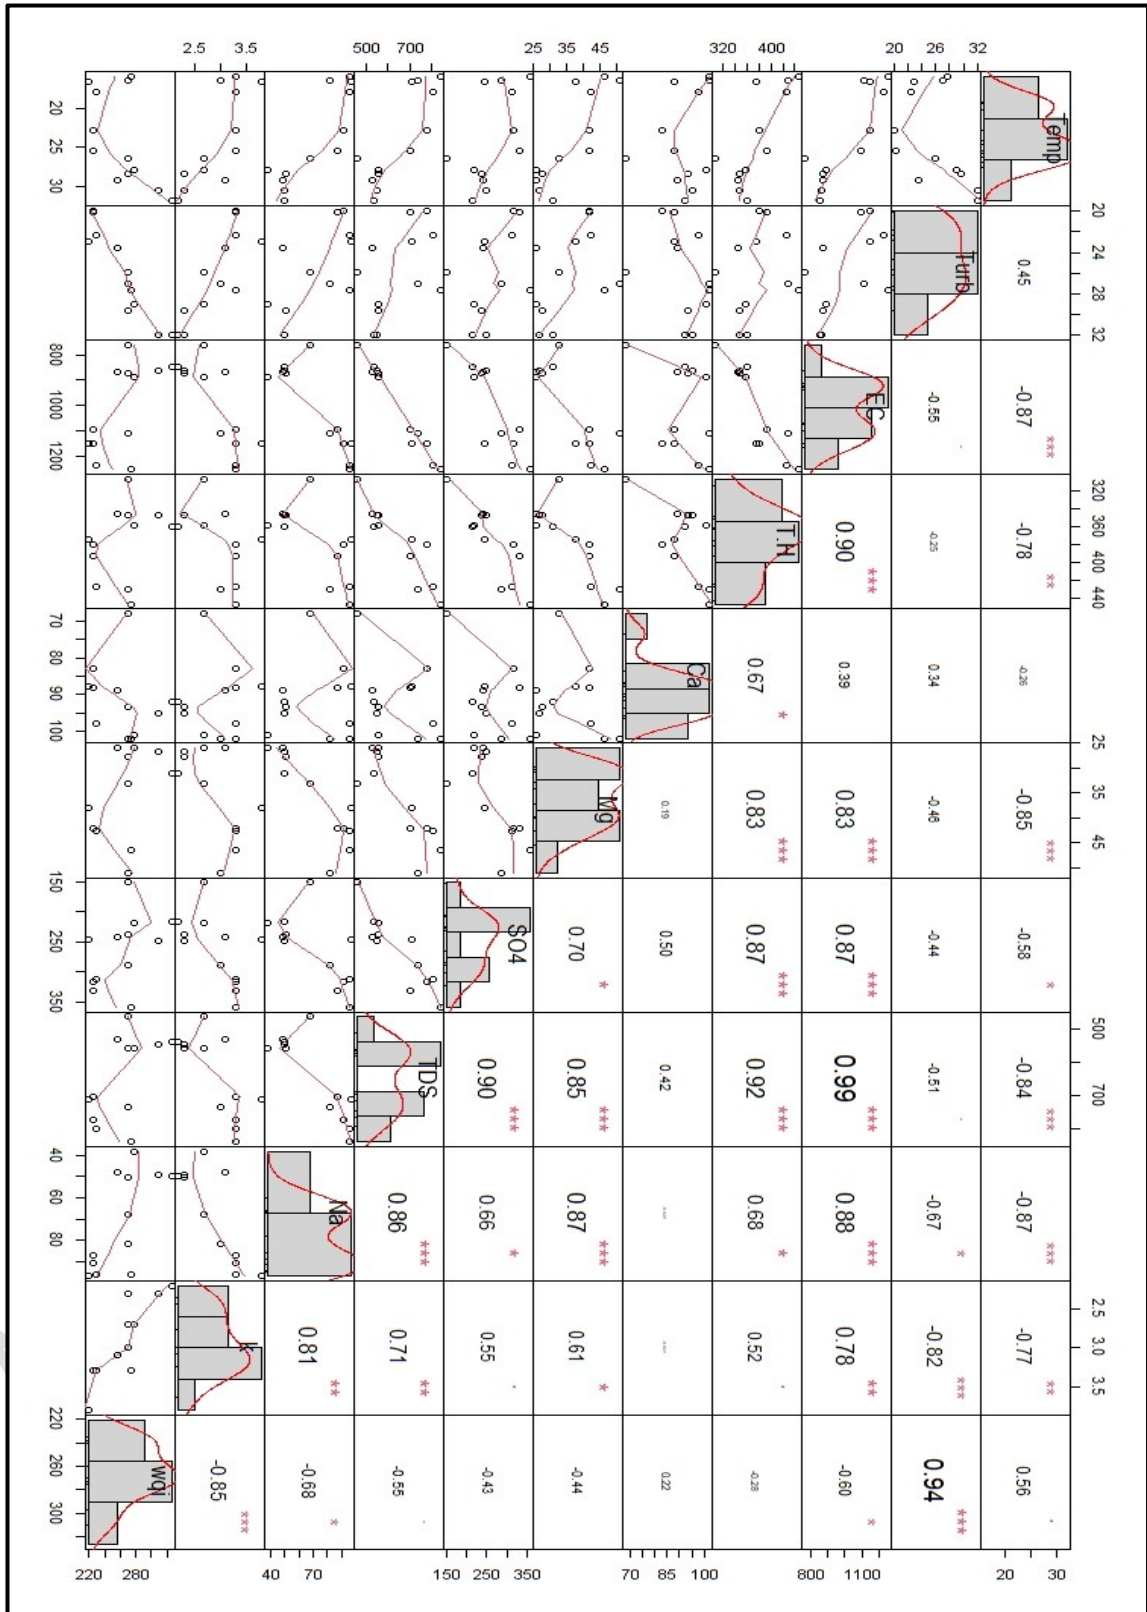 20 24 28 32 320 360 400 440 25 35 45 500 700 2.5 3.0 3.5
Temp 0.45 -0.87 *** -0.78 ** -0.26 -0.85 *** -0.58 * -0.84 *** -0.87 *** -0.77 ** 0.56 . 20 30
20 26 32 Turb -0.55 . -0.25 0.34 -0.48 -0.44 -0.51 . -0.67 * -0.82 *** 0.94 ***
EC 0.90 *** 0.39 0.83 *** 0.87 *** 0.99 *** 0.88 *** 0.78 ** -0.60 * 800 1100
320 400 T.H 0.67 * 0.83 *** 0.87 *** 0.92 *** 0.68 * 0.52 . -0.28
Ca 0.19 0.50 0.42 0.22 70 85 100
25 35 45 Mg 0.70 * 0.85 *** 0.87 *** 0.61 * -0.44
SO4 0.90 *** 0.66 * 0.55 . -0.43 150 250 350
500 700 TDS 0.86 *** 0.71 ** -0.55 .
Na 0.81 ** -0.68 * 40 70
2.5 3.5 k -0.85 ***
wqi 220 280
20 25 30 800 1000 1200 70 80 90 100 150 250 350 40 60 80 220 260 300